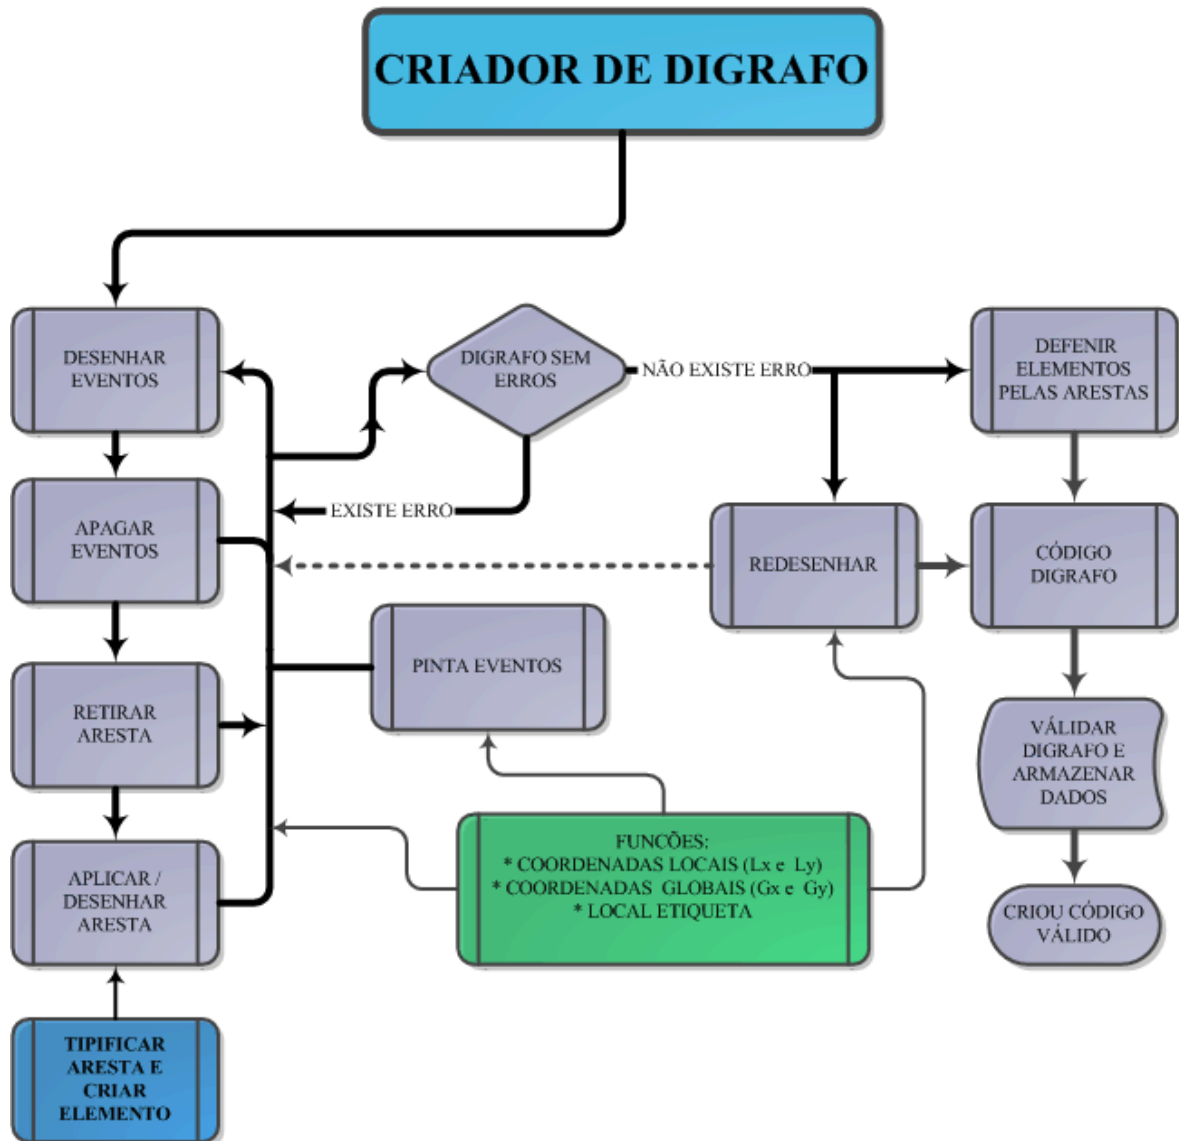 CRIADOR DE DIGRAFO
DESENHAR
EVENTOS
DIGRAFO SEM
ERROS
NÃO EXISTE ERRO
DEFENIR
ELEMENTOS
PELAS ARESTAS
EXISTE ERRO
APAGAR
EVENTOS
REDESENHAR
CÓDIGO
DIGRAFO
PINTA EVENTOS
RETIRAR
ARESTA
VÁLIDAR
DIGRAFO E
ARMAZENAR
DADOS
FUNCÕES:
* COORDENADAS LOCAIS (Lx e Ly)
* COORDENADAS GLOBAIS (Gx e Gy)
* LOCAL ETIQUETA
APLICAR /
DESENHAR
ARESTA
CRIOU CÓDIGO
VÁLIDO
TIPIFICAR
ARESTA E
CRIAR
ELEMENTO